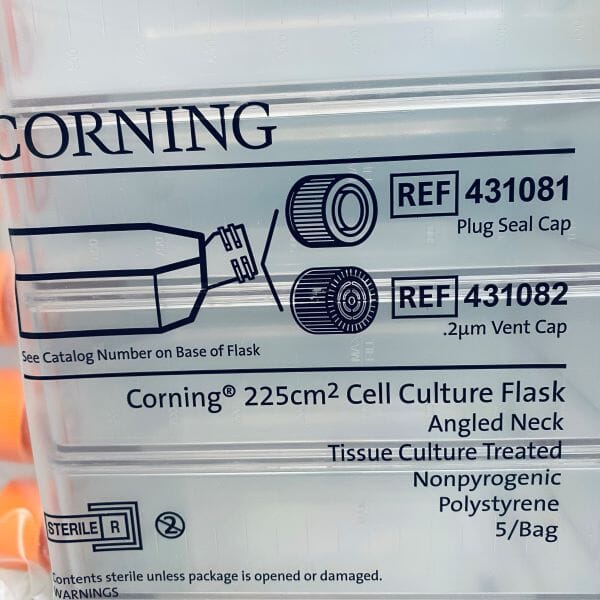 CORNING
REF 431081
Plug Seal Cap
REF 431082
.2µm Vent Cap
See Catalog Number on Base of Flask
Corning® 225cm² Cell Culture Flask
Angled Neck
Tissue Culture Treated
Nonpyrogenic
Polystyrene
5/Bag
STERILE R
2
Contents sterile unless package is opened or damaged.
WARNINGS